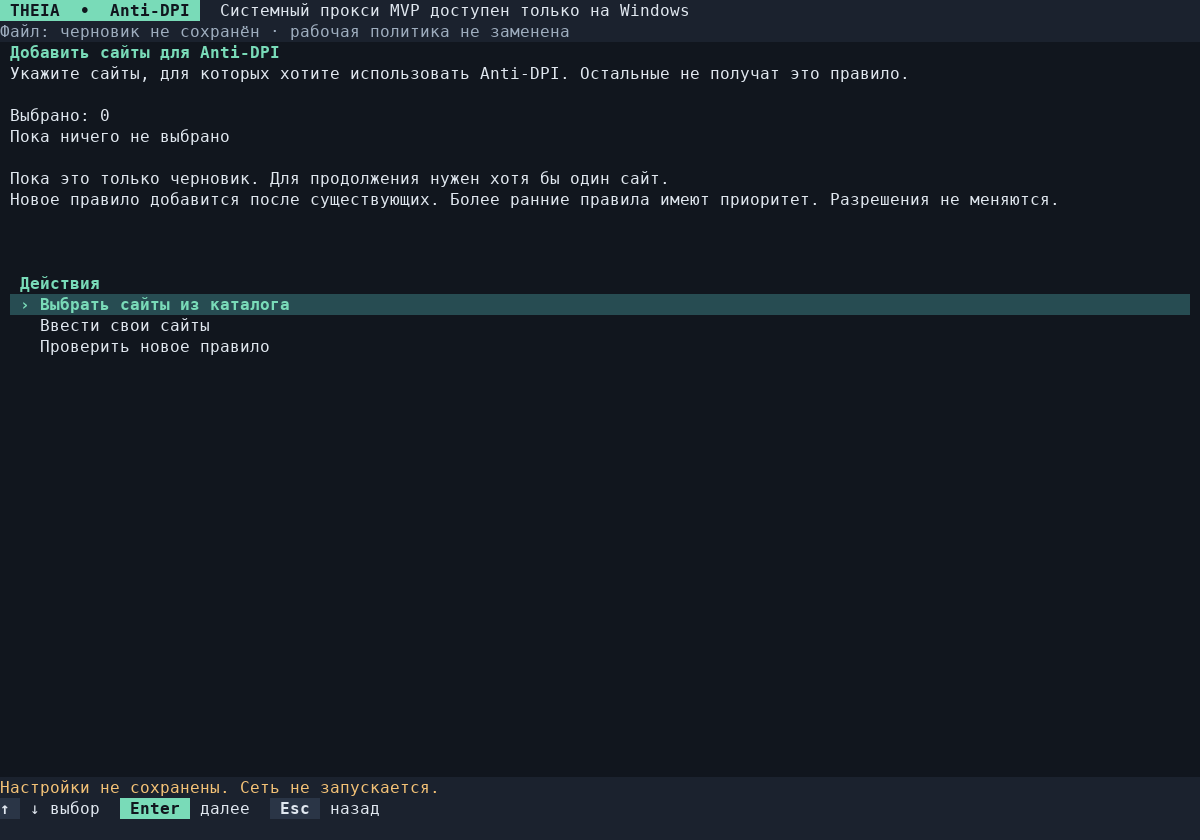 THEIA • Anti-DPI Системный прокси MVP доступен только на Windows
Файл: черновик не сохранён · рабочая политика не заменена
Добавить сайты для Anti-DPI
Укажите сайты, для которых хотите использовать Anti-DPI. Остальные не получат это правило.
Выбрано: 0
Пока ничего не выбрано
Пока это только черновик. Для продолжения нужен хотя бы один сайт.
Новое правило добавится после существующих. Более ранние правила имеют приоритет. Разрешения не меняются.
Действия
› Выбрать сайты из каталога
Ввести свои сайты
Проверить новое правило
Настройки не сохранены. Сеть не запускается.
↑ ↓ выбор Enter далее Esc назад